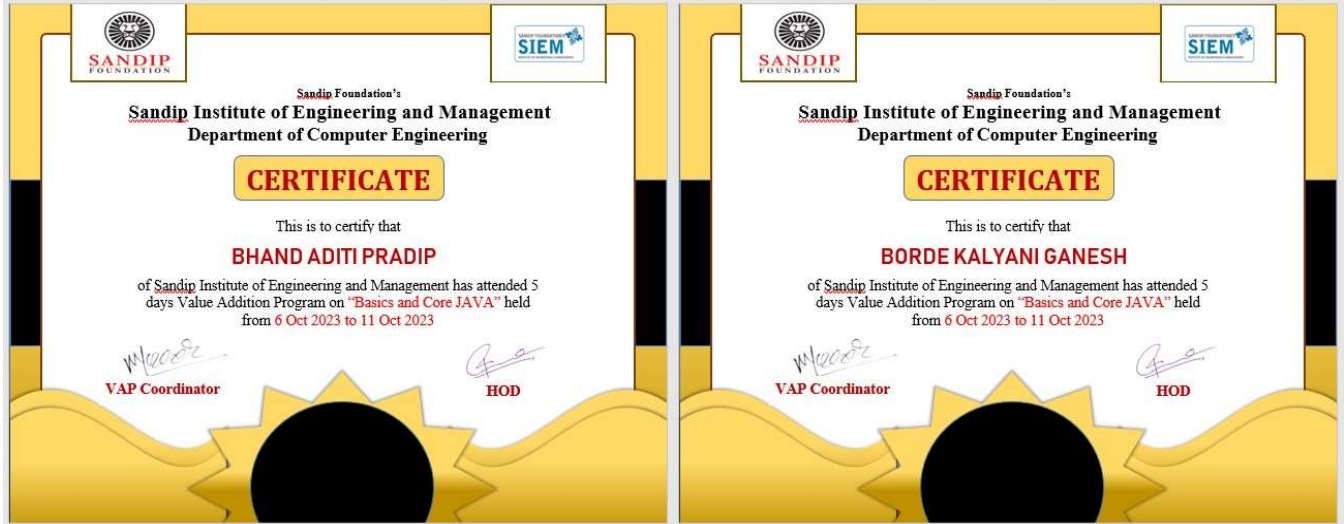 SANDIP
FOUNDATION
SANDIP FOUNDATION'S
SIEM
Sandip Foundation's
Sandip Institute of Engineering and Management
Department of Computer Engineering
CERTIFICATE
This is to certify that
BHAND ADITI PRADIP
of Sandip Institute of Engineering and Management has attended 5
days Value Addition Program on “Basics and Core JAVA” held
from 6 Oct 2023 to 11 Oct 2023
VAP Coordinator
HOD
SANDIP
FOUNDATION
SANDIP FOUNDATION'S
SIEM
Sandip Foundation's
Sandip Institute of Engineering and Management
Department of Computer Engineering
CERTIFICATE
This is to certify that
BORDE KALYANI GANESH
of Sandip Institute of Engineering and Management has attended 5
days Value Addition Program on “Basics and Core JAVA” held
from 6 Oct 2023 to 11 Oct 2023
VAP Coordinator
HOD